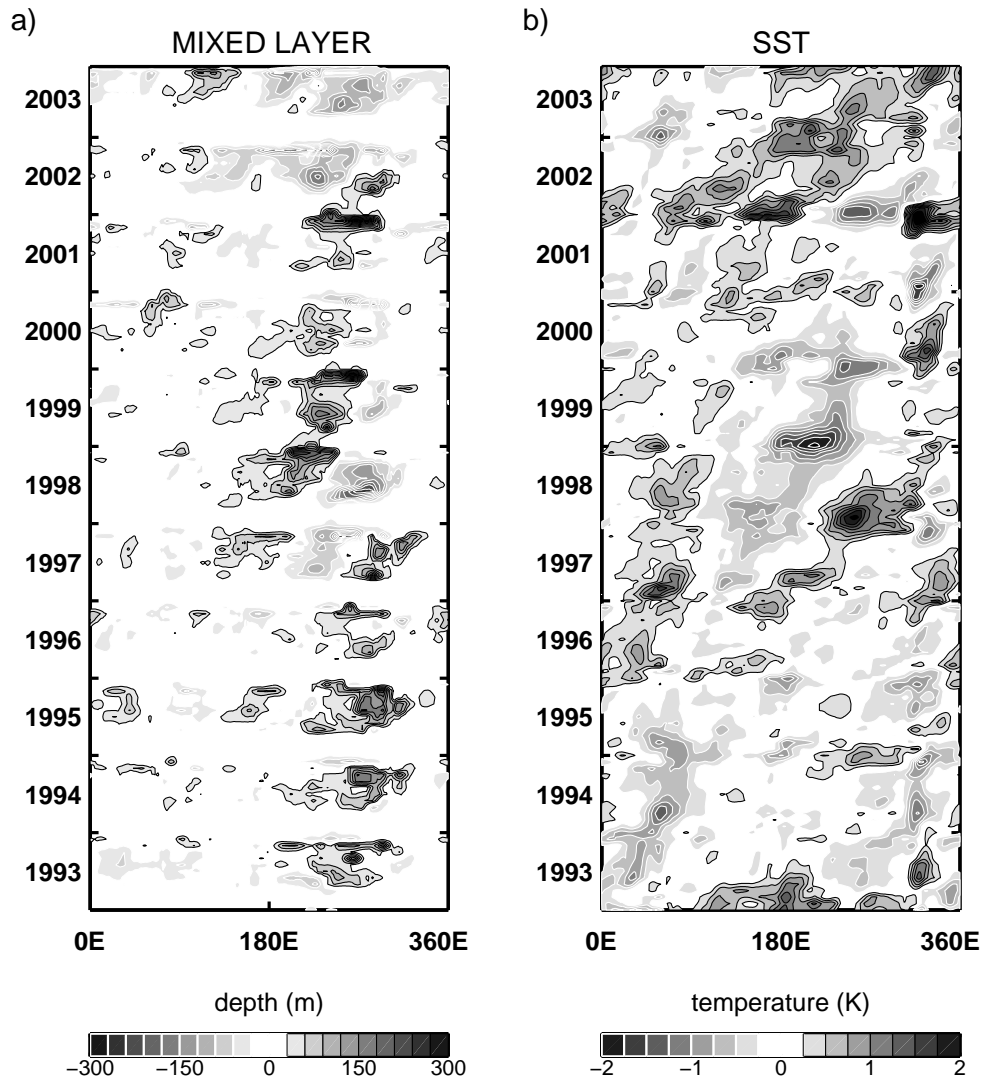 a)
MIXED LAYER
2003
2002
2001
2000
1999
1998
1997
1996
1995
1994
1993
0E 180E 360E
depth (m)
−300 −150 0 150 300
b)
SST
2003
2002
2001
2000
1999
1998
1997
1996
1995
1994
1993
0E 180E 360E
temperature (K)
−2 −1 0 1 2